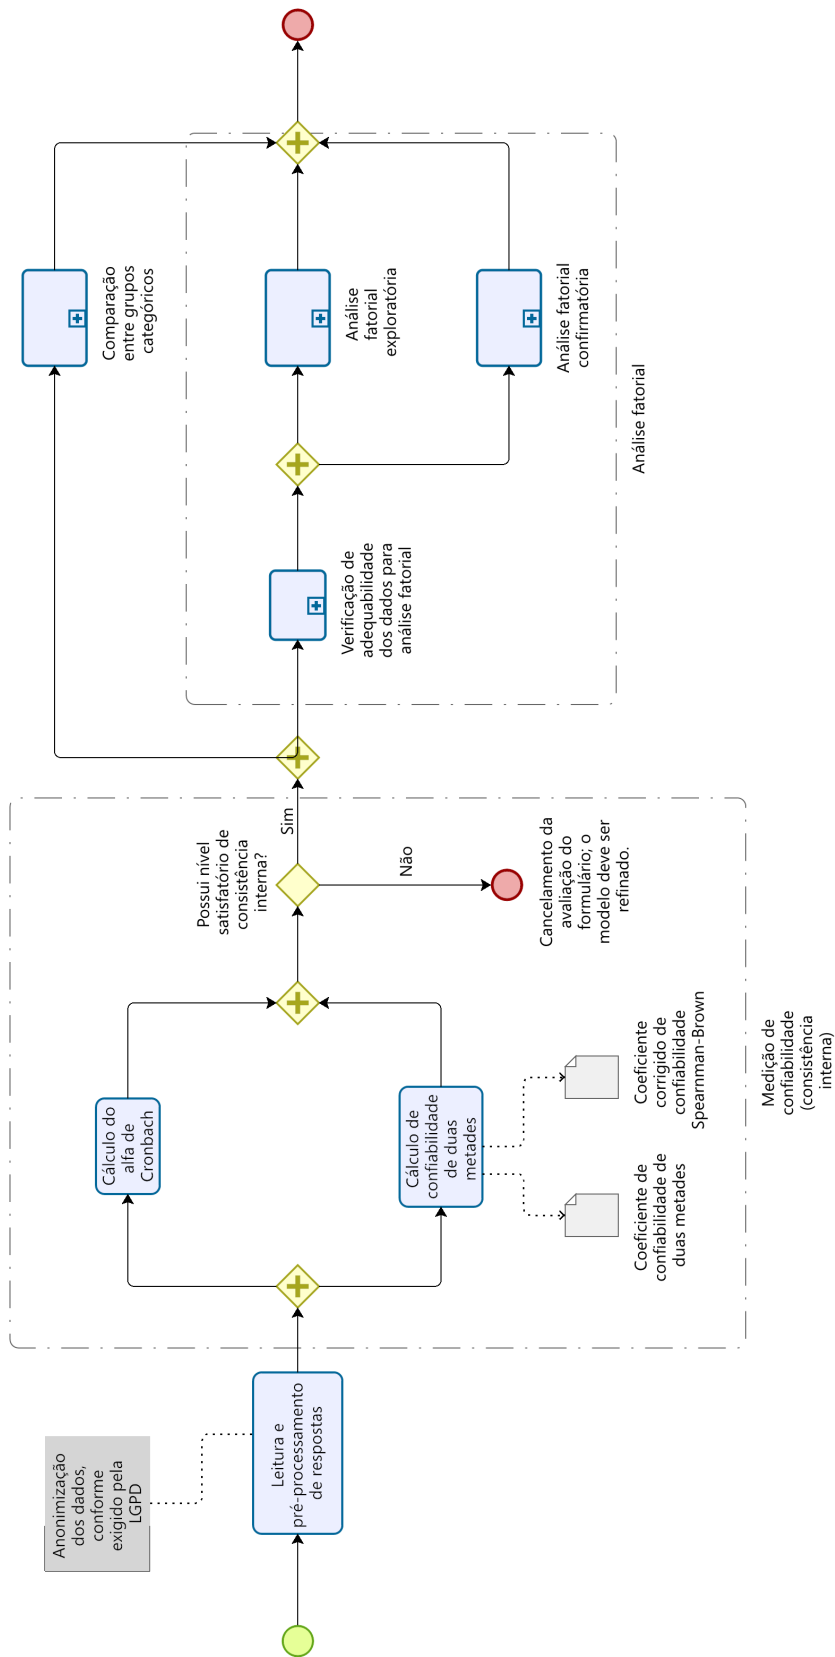 Anonimização
dos dados,
conforme
exigido pela
LGPD
Leitura e
pré-processamento
de respostas
Cálculo do
alfa de
Cronbach
Cálculo de
confiabilidade
de duas
metades
Coeficiente de
confiabilidade de
duas metades
Coeficiente
corrigido de
confiabilidade
Spearnman-Brown
Medição de
confiabilidade
(consistência
interna)
Possui nível
satisfatório de
consistência
interna?
Sim
Não
Cancelamento da
avaliação do
formulário; o
modelo deve ser
refinado.
Verificação de
adequabilidade
dos dados para
análise fatorial
Comparação
entre grupos
categóricos
Análise
fatorial
exploratória
Análise fatorial
confirmatória
Análise fatorial